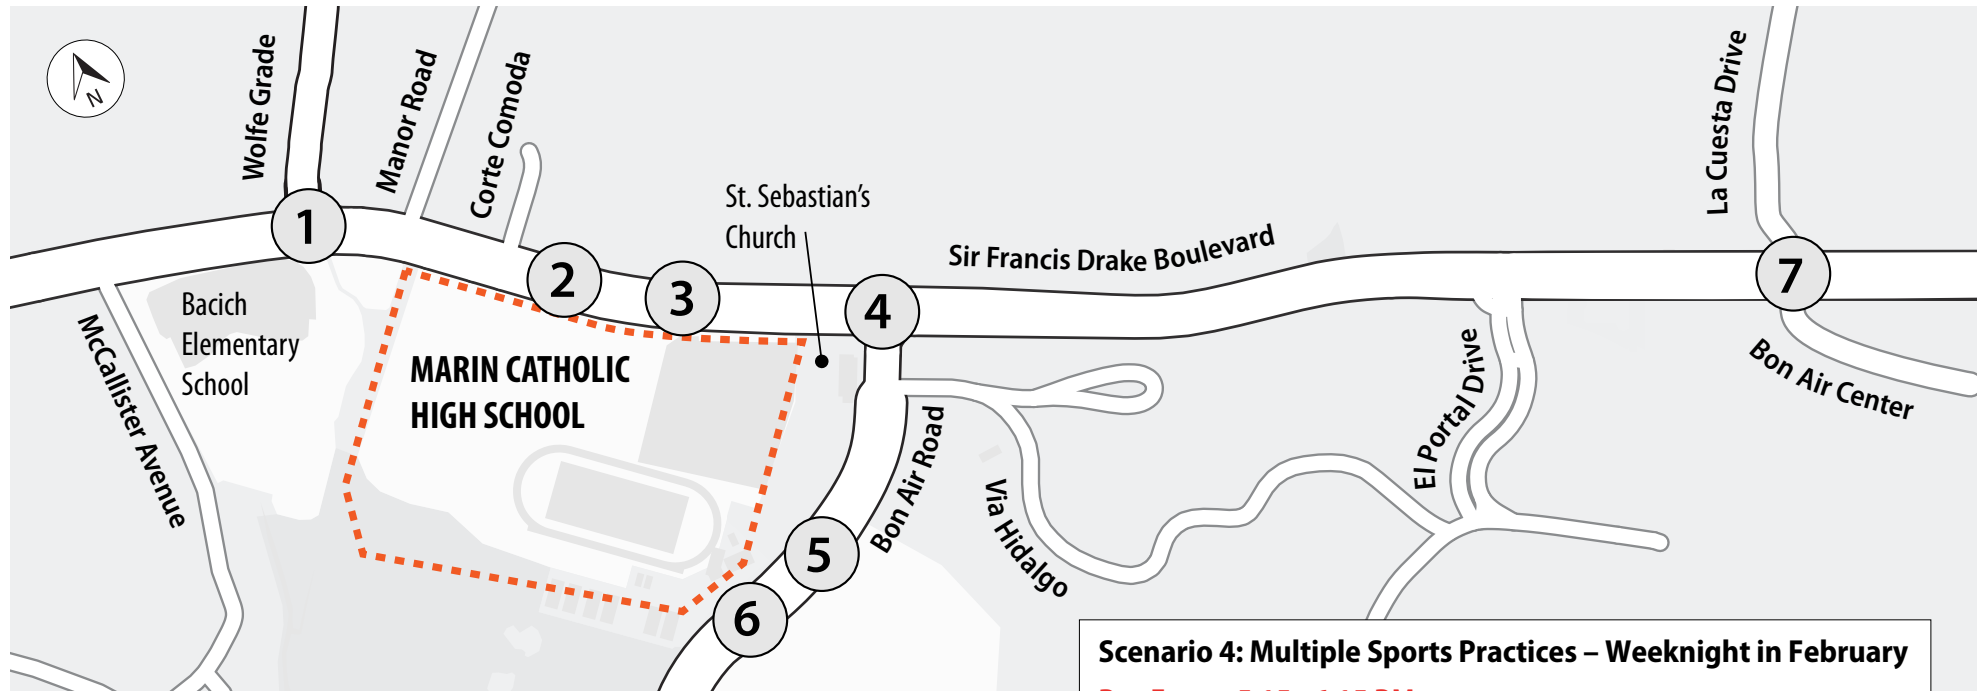 Wolfe Grade
Manor Road
Corte Comoda
La Cuesta Drive
N
St. Sebastian's
Church
Sir Francis Drake Boulevard
1
2
3
4
7
Bacich
Elementary
School
McCallister Avenue
MARIN CATHOLIC
HIGH SCHOOL
Bon Air Road
Via Hidalgo
El Portal Drive
Bon Air Center
5
6
Scenario 4: Multiple Sports Practices – Weeknight in February